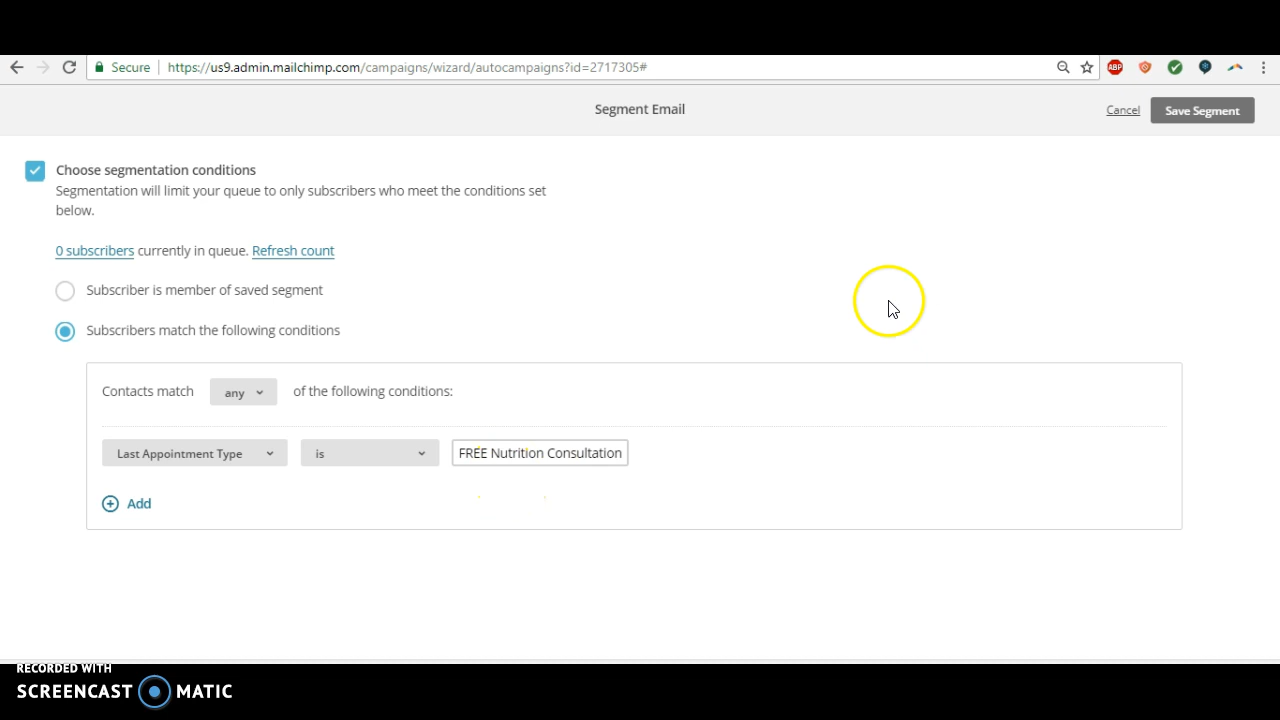 Secure https://us9.admin.mailchimp.com/campaigns/wizard/autocampaigns?id=2717305# ABP
Segment Email Cancel Save Segment
Choose segmentation conditions
Segmentation will limit your queue to only subscribers who meet the conditions set
below.
0 subscribers currently in queue. Refresh count
Subscriber is member of saved segment
Subscribers match the following conditions
Contacts match any of the following conditions:
Last Appointment Type is FREE Nutrition Consultation
Add
RECORDED WITH
SCREENCAST MATIC